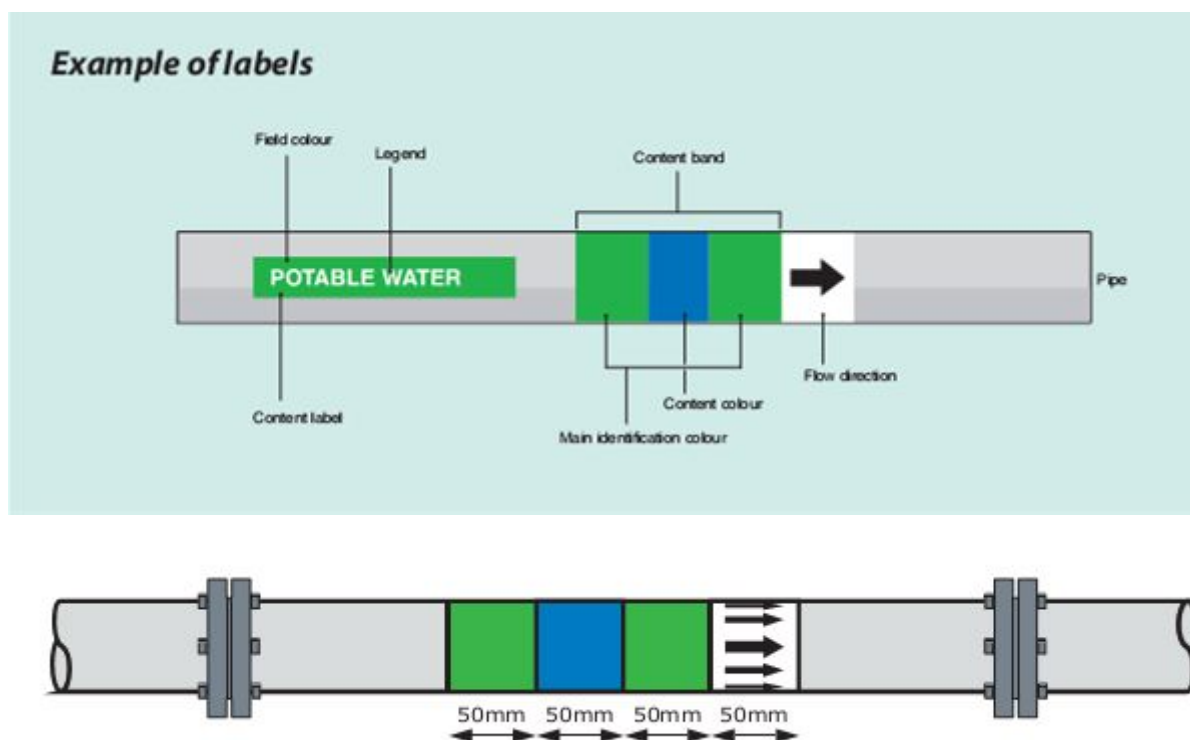 Example of labels
Field colour
Legend
Content band
POTABLE WATER
Pipe
Flow direction
Content colour
Content label
Main identification colour
50mm 50mm 50mm 50mm